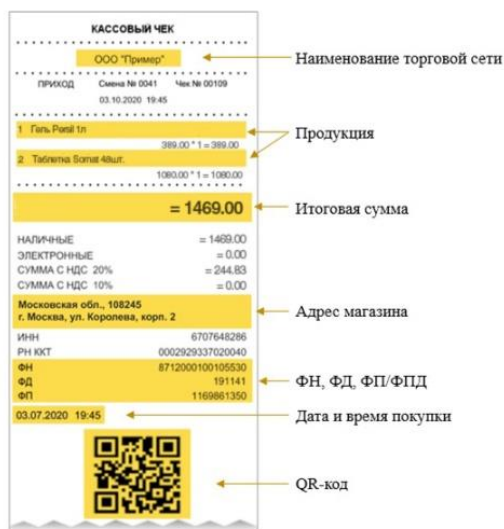 КАССОВЫЙ ЧЕК
ООО "Пример"
Наименование торговой сети
ПРИХОД Смена № 0041 Чек № 00109
03.10.2020 19:45
1 Гель Persil 1л
Продукция
389.00 * 1 = 389.00
2 Таблетка Somat 48шт.
1080.00 * 1 = 1080.00
= 1469.00
Итоговая сумма
НАЛИЧНЫЕ = 1469.00
ЭЛЕКТРОННЫЕ = 0.00
СУММА С НДС 20% = 244.83
СУММА С НДС 10% = 0.00
Московская обл., 108245
г. Москва, ул. Королева, корп. 2
Адрес магазина
ИНН 6707648286
РН ККТ 0002929337020040
ФН 8712000100105530
ФД 191141
ФП 1169861350
ФН, ФД, ФП/ФПД
03.07.2020 19:45
Дата и время покупки
QR-код